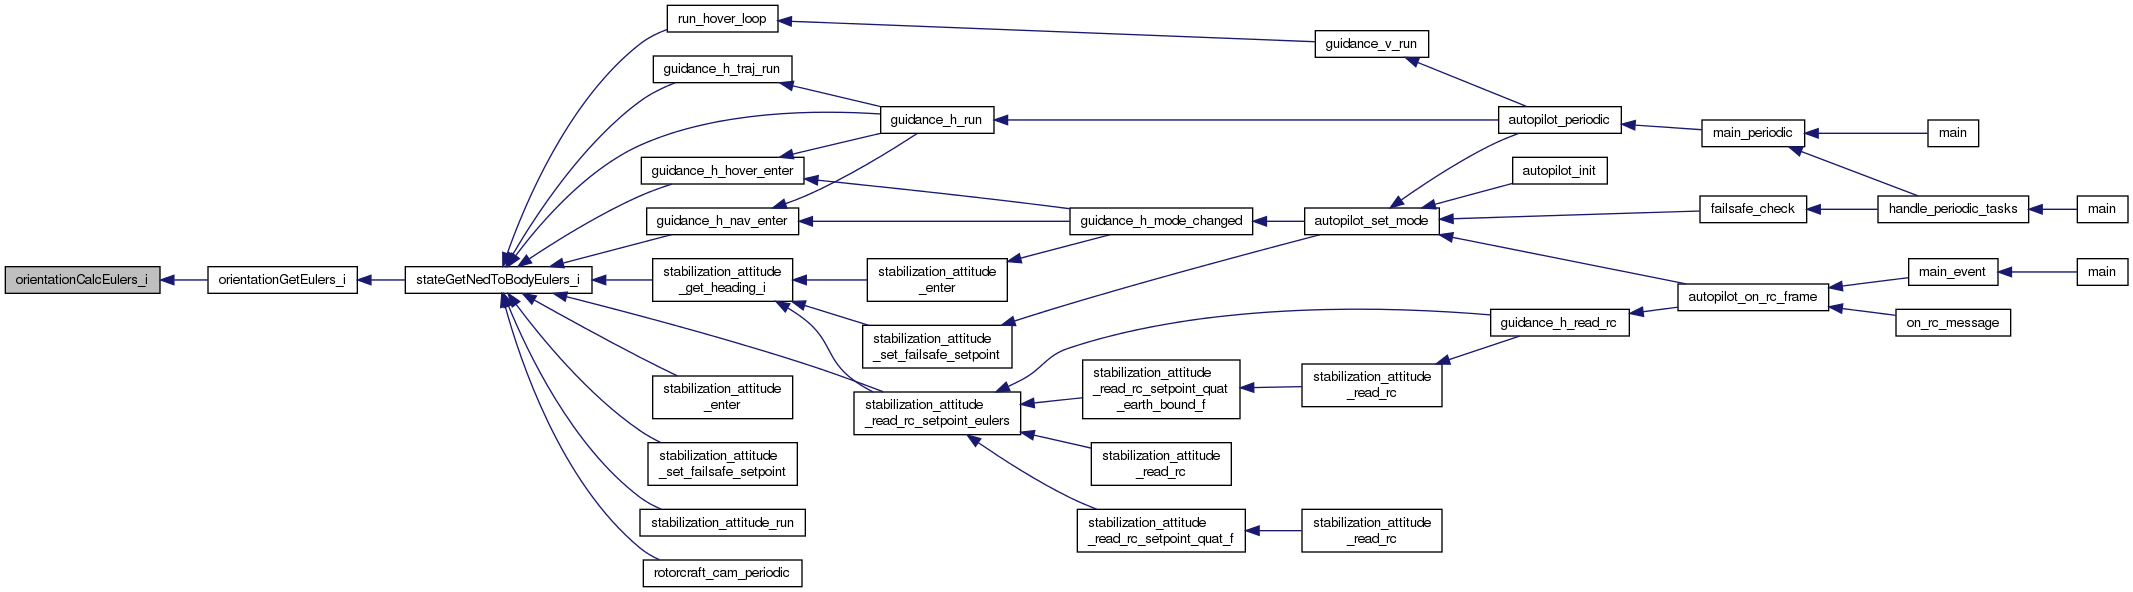 run_hover_loop
guidance_v_run
guidance_h_traj_run
guidance_h_run
autopilot_periodic
main_periodic
main
guidance_h_hover_enter
autopilot_init
guidance_h_nav_enter
guidance_h_mode_changed
autopilot_set_mode
failsafe_check
handle_periodic_tasks
main
orientationCalcEulers_i
orientationGetEulers_i
stateGetNedToBodyEulers_i
stabilization_attitude
_get_heading_i
stabilization_attitude
_enter
main_event
main
autopilot_on_rc_frame
on_rc_message
guidance_h_read_rc
stabilization_attitude
_set_failsafe_setpoint
stabilization_attitude
_read_rc_setpoint_quat
_earth_bound_f
stabilization_attitude
_read_rc
stabilization_attitude
_enter
stabilization_attitude
_read_rc_setpoint_eulers
stabilization_attitude
_set_failsafe_setpoint
stabilization_attitude
_read_rc
stabilization_attitude_run
stabilization_attitude
_read_rc_setpoint_quat_f
stabilization_attitude
_read_rc
rotorcraft_cam_periodic